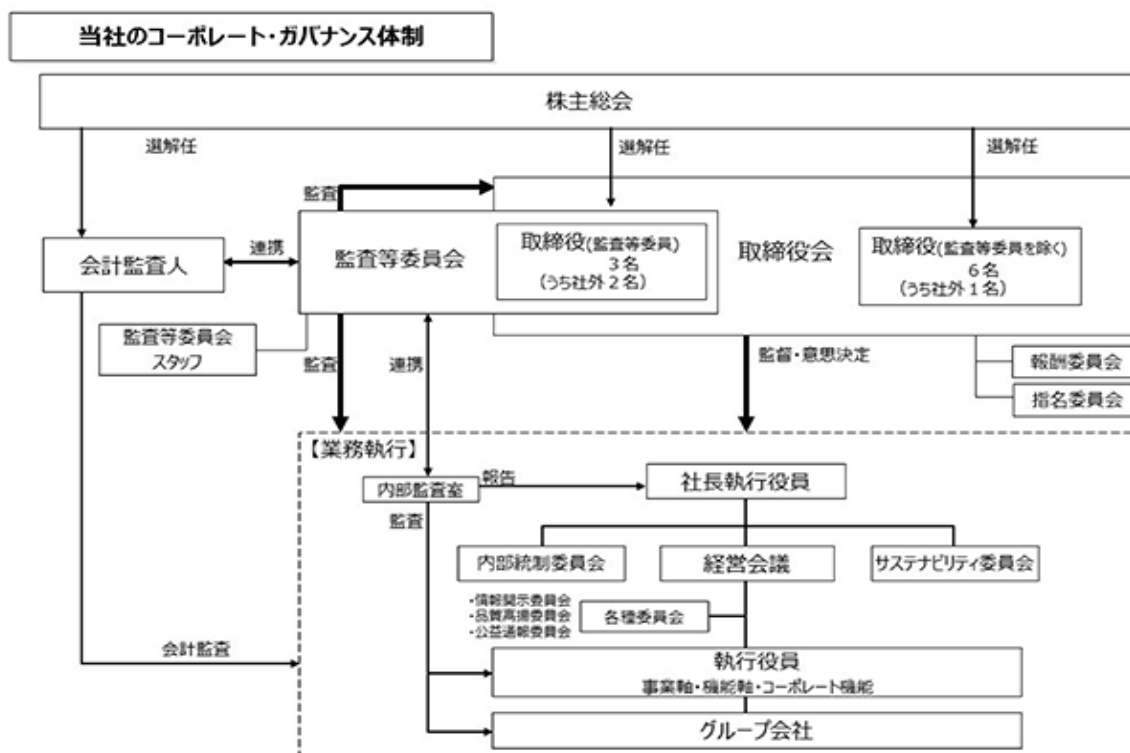 当社のコーポレート・ガバナンス体制
株主総会
選解任
選解任
選解任
監査
会計監査人
連携
監査等委員会
取締役(監査等委員)
3名
(うち社外2名)
取締役会
取締役(監査等委員を除く)
6名
(うち社外1名)
監査等委員会
スタッフ
監査
連携
監督・意思決定
報酬委員会
指名委員会
【業務執行】
内部監査室
報告
社長執行役員
監査
内部統制委員会
経営会議
サステナビリティ委員会
・情報開示委員会
・品質高揚委員会
・公益通報委員会
各種委員会
会計監査
執行役員
事業軸・機能軸・コーポレート機能
グループ会社